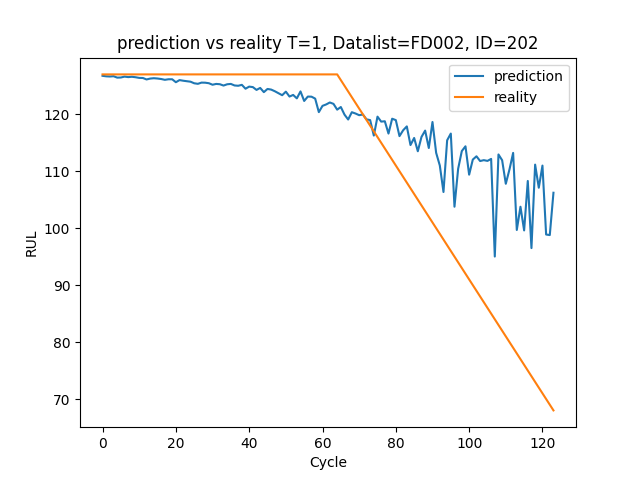 prediction vs reality T=1, Datalist=FD002, ID=202
prediction
reality
120
110
100
90
80
70
RUL
0 20 40 60 80 100 120
Cycle